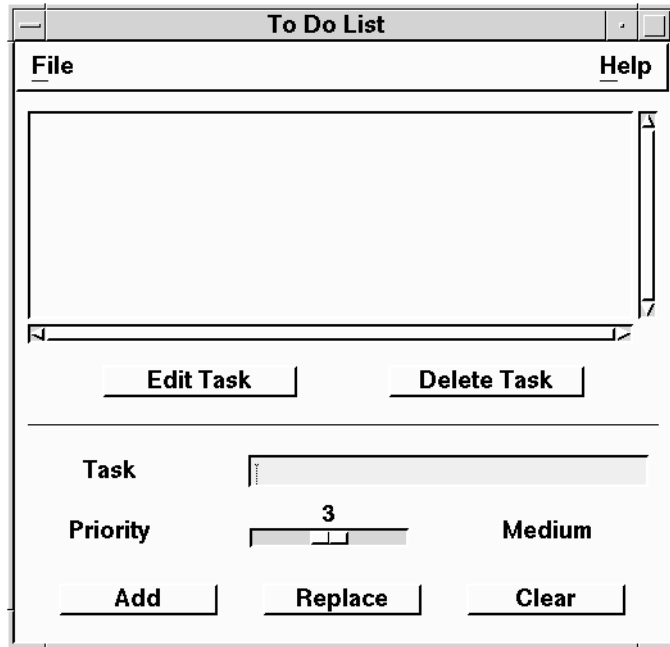 To Do List
File Help
Edit Task Delete Task
Task
3
Priority Medium
Add Replace Clear